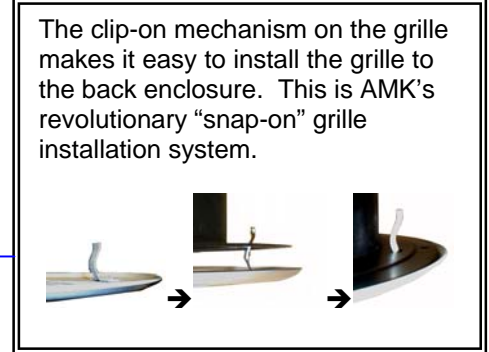 The clip-on mechanism on the grille
makes it easy to install the grille to
the back enclosure.  This is AMK's
revolutionary “snap-on” grille
installation system.